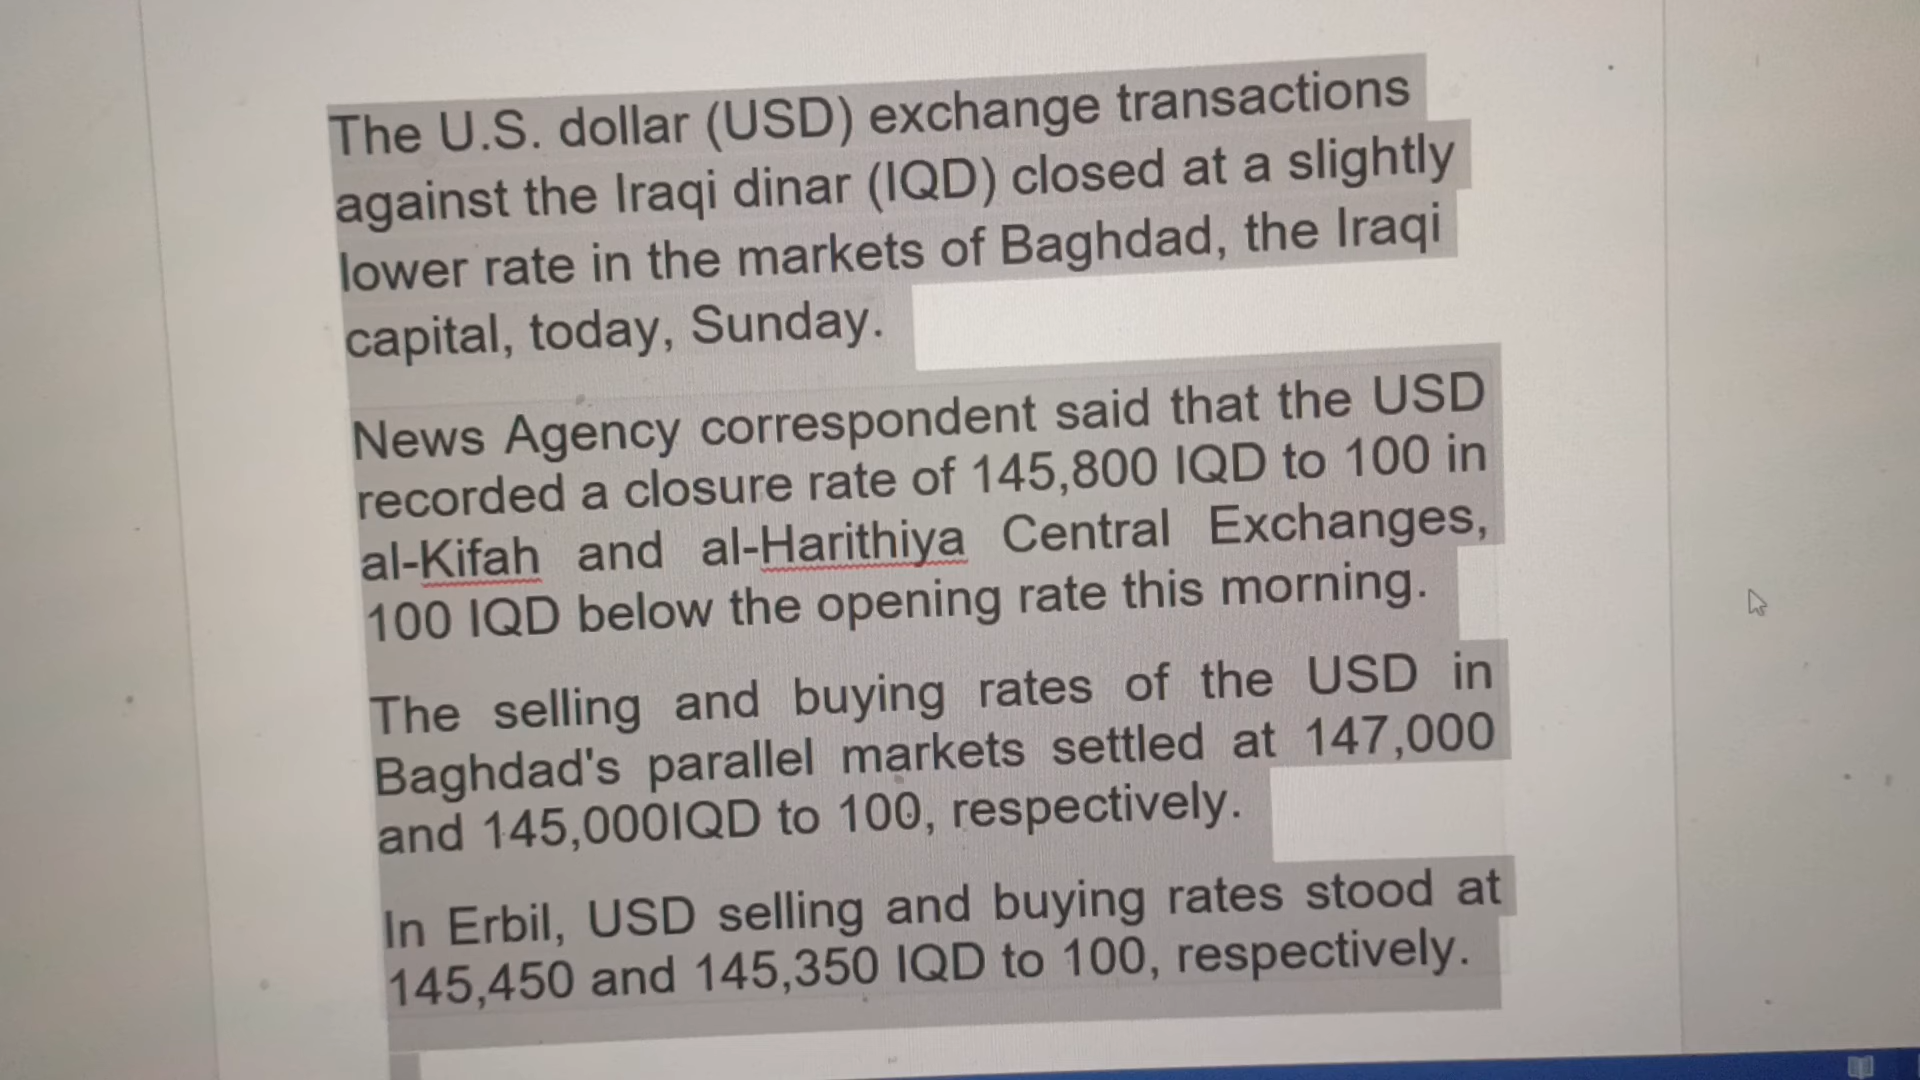 The U.S. dollar (USD) exchange transactions
against the Iraqi dinar (IQD) closed at a slightly
lower rate in the markets of Baghdad, the Iraqi
capital, today, Sunday.
News Agency correspondent said that the USD
recorded a closure rate of 145,800 IQD to 100 in
al-Kifah and al-Harithiya Central Exchanges,
100 IQD below the opening rate this morning.
The selling and buying rates of the USD in
Baghdad's parallel markets settled at 147,000
and 145,000IQD to 100, respectively.
In Erbil, USD selling and buying rates stood at
145,450 and 145,350 IQD to 100, respectively.